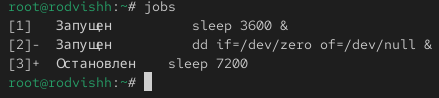 root@rodvishh:~# jobs
[1]   Запущен          sleep 3600 &
[2]-  Запущен          dd if=/dev/zero of=/dev/null &
[3]+  Остановлен    sleep 7200
root@rodvishh:~#